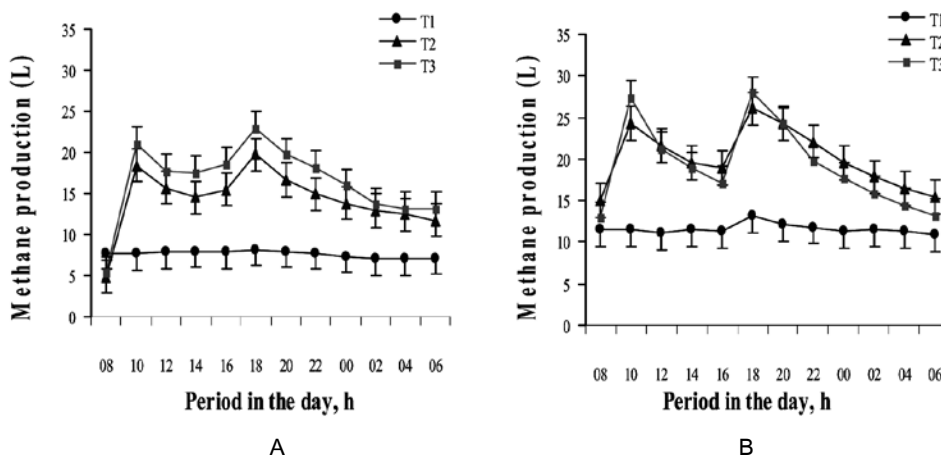 Methane production (L)
35
30
25
20
15
10
5
0
T1
T2
T3
08 10 12 14 16 18 20 22 00 02 04 06
Period in the day, h
A
Methane production (L)
35
30
25
20
15
10
5
0
T1
T2
T3
08 10 12 14 16 18 20 22 00 02 04 06
Period in the day, h
B